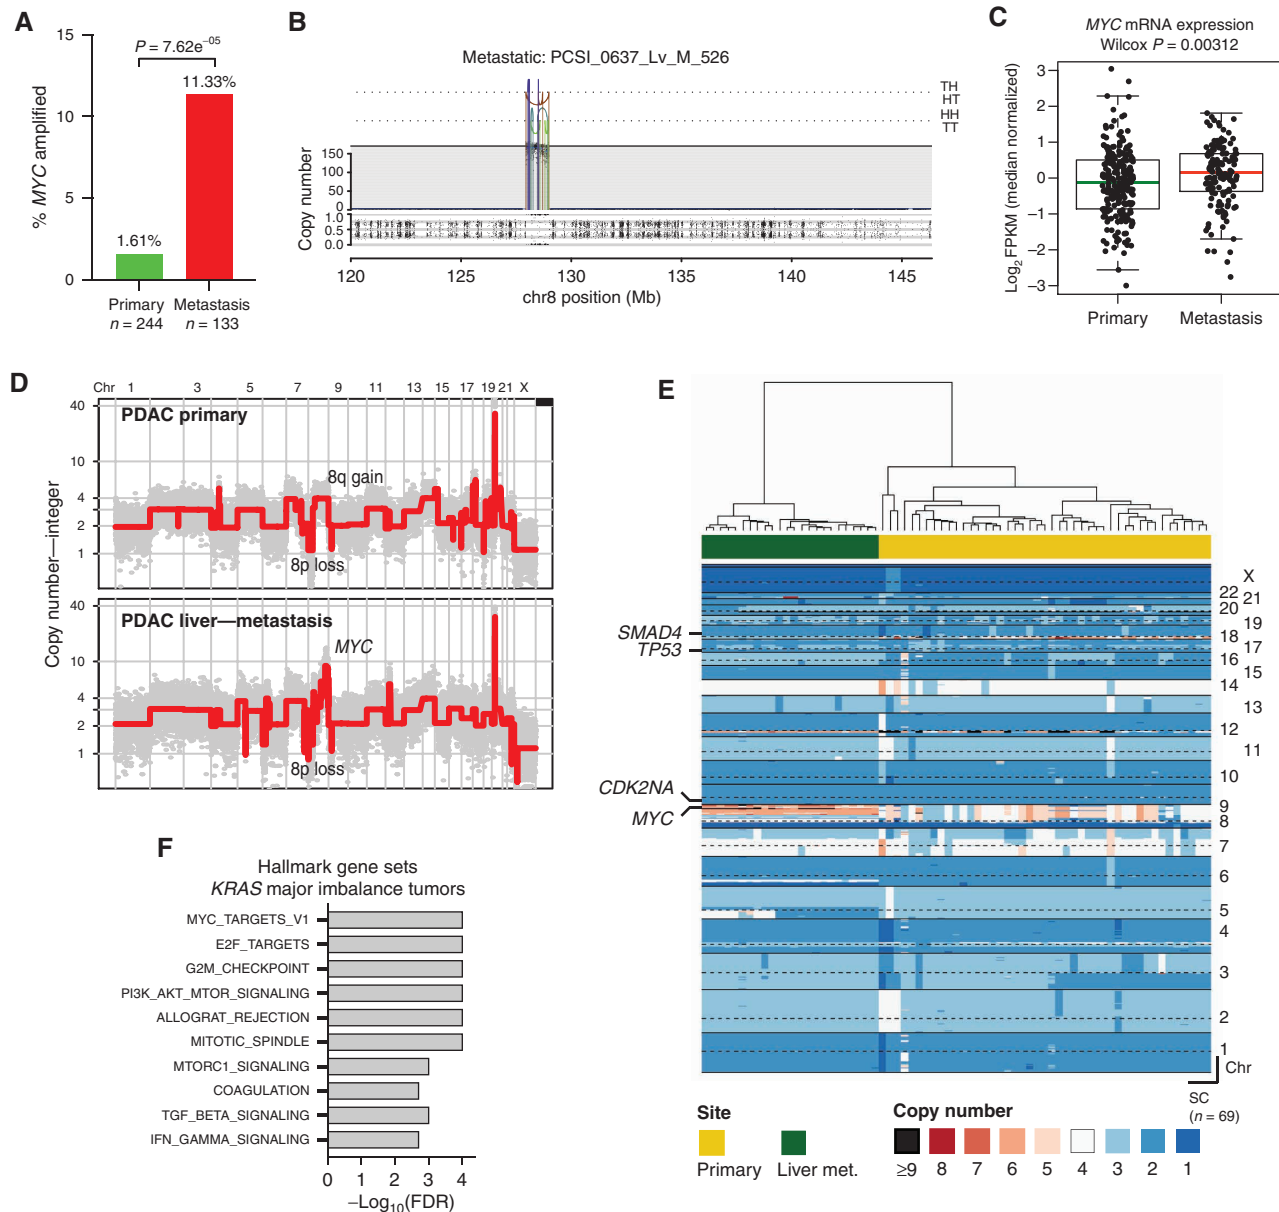 A
% MYC amplified
15
10
5
0
P = 7.62e⁻⁰⁵
11.33%
1.61%
Primary
n = 244
Metastasis
n = 133
B
Metastatic: PCSI_0637_Lv_M_526
TH
HT
HH
TT
Copy number
150
100
50
0
1.0
0.5
0.0
120 125 130 135 140 145
chr8 position (Mb)
C
MYC mRNA expression
Wilcox P = 0.00312
Log₂ FPKM (median normalized)
3
2
1
0
−1
−2
−3
Primary Metastasis
D
Chr 1 3 5 7 9 11 13 15 17 19 21 X
Copy number—integer
40
10
4
2
1
PDAC primary
8q gain
8p loss
40
10
4
2
1
PDAC liver—metastasis
MYC
8p loss
E
SMAD4
TP53
CDK2NA
MYC
X
22
21
20
19
18
17
16
15
14
13
12
11
10
9
8
7
6
5
4
3
2
1
Chr
SC
(n = 69)
Site
Primary Liver met.
Copy number
≥9 8 7 6 5 4 3 2 1
F
Hallmark gene sets
KRAS major imbalance tumors
MYC_TARGETS_V1
E2F_TARGETS
G2M_CHECKPOINT
PI3K_AKT_MTOR_SIGNALING
ALLOGRAT_REJECTION
MITOTIC_SPINDLE
MTORC1_SIGNALING
COAGULATION
TGF_BETA_SIGNALING
IFN_GAMMA_SIGNALING
0 1 2 3 4
−Log₁₀(FDR)